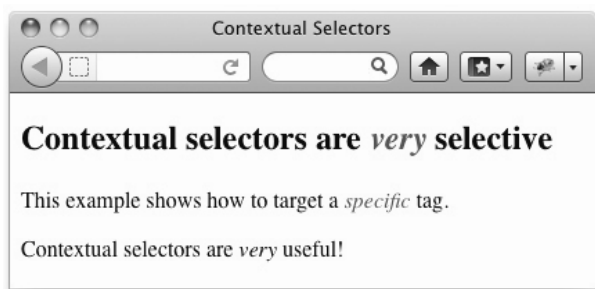 Contextual Selectors
Contextual selectors are very selective
This example shows how to target a specific tag.
Contextual selectors are very useful!